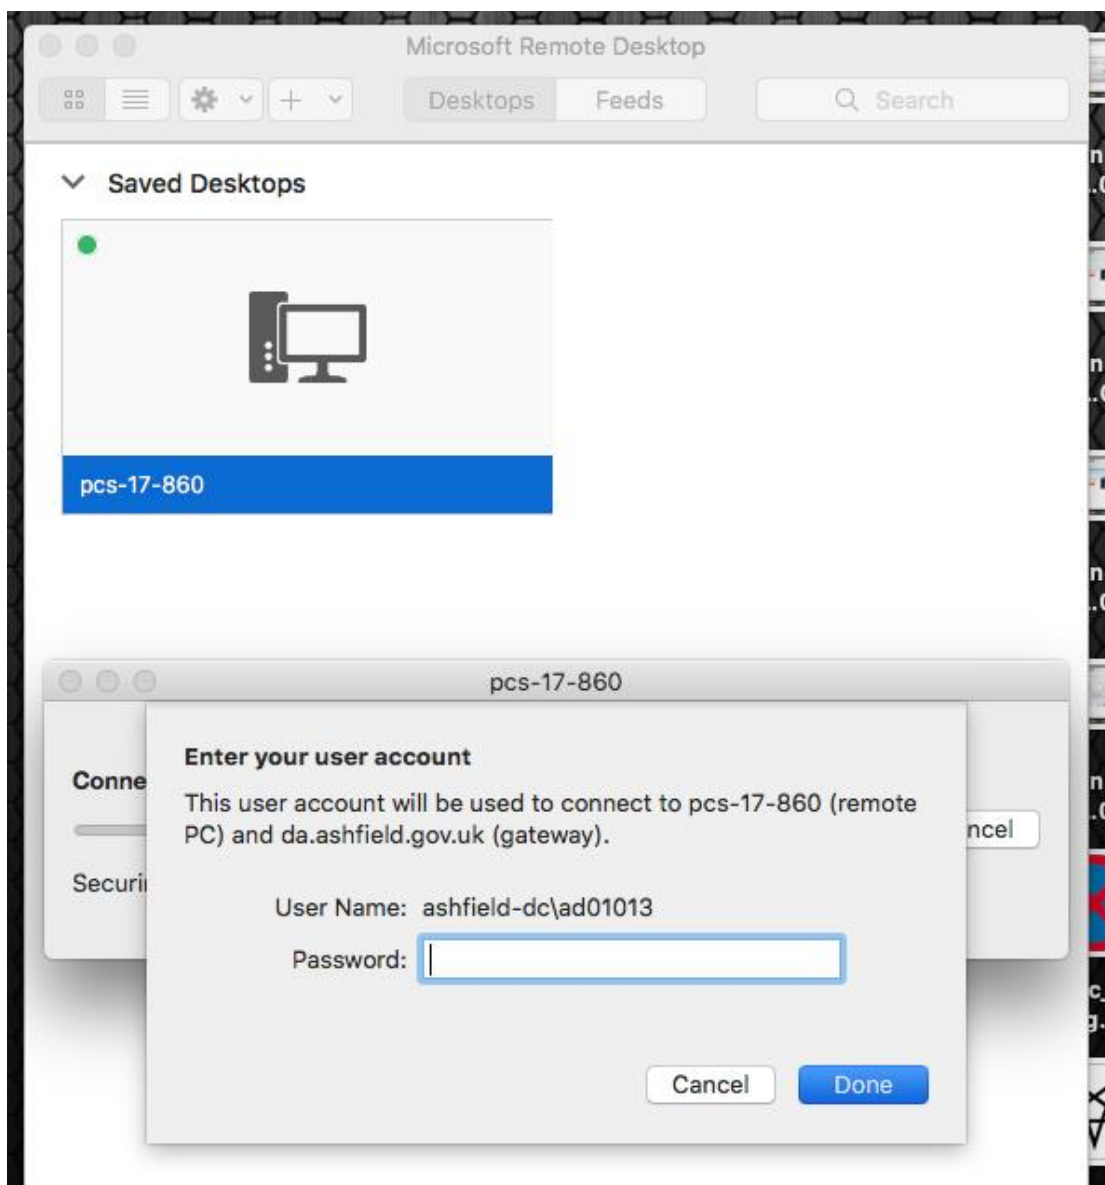 Microsoft Remote Desktop
Desktops Feeds Search
Saved Desktops
pcs-17-860
pcs-17-860
Enter your user account
This user account will be used to connect to pcs-17-860 (remote
PC) and da.ashfield.gov.uk (gateway).
User Name: ashfield-dc\ad01013
Password:
Cancel Done